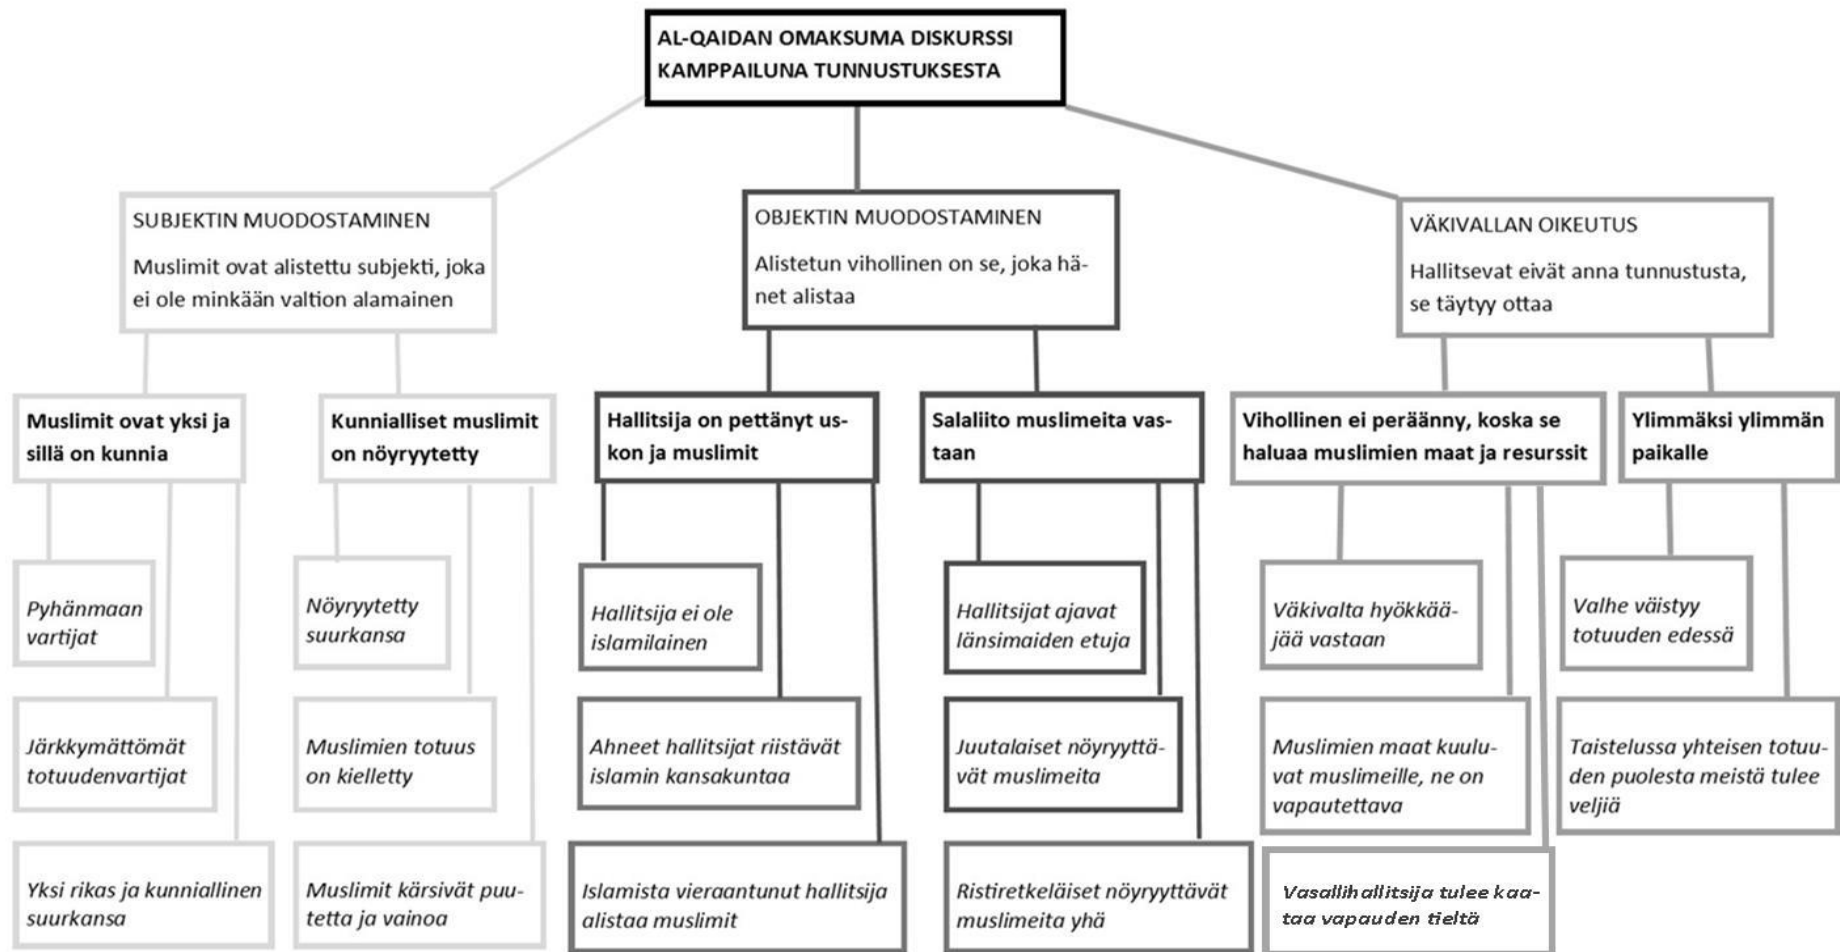 AL-QAIDAN OMAKSUMA DISKURSSI
KAMPPAILUNA TUNNUSTUKSESTA
SUBJEKTIN MUODOSTAMINEN
Muslimit ovat alistettu subjekti, joka
ei ole minkään valtion alamainen
OBJEKTIN MUODOSTAMINEN
Alistetun vihollinen on se, joka hä-
net alistaa
VÄKIVALLAN OIKEUTUS
Hallitsevat eivät anna tunnustusta,
se täytyy ottaa
Muslimit ovat yksi ja
sillä on kunnia
Kunnialliset muslimit
on nöyryytetty
Hallitsija on pettänyt us-
kon ja muslimit
Salaliito muslimeita vas-
taan
Vihollinen ei peräänny, koska se
haluaa muslimien maat ja resurssit
Ylimmäksi ylimmän
paikalle
Pyhänmaan
vartijat
Nöyryytetty
suurkansa
Hallitsija ei ole
islamilainen
Hallitsijat ajavat
länsimaiden etuja
Väkivalta hyökkää-
jää vastaan
Valhe väistyy
totuuden edessä
Järkkymättömät
totuudenvartijat
Muslimien totuus
on kielletty
Ahneet hallitsijat riistävät
islamin kansakuntaa
Juutalaiset nöyryyttä-
vät muslimeita
Muslimien maat kuulu-
vat muslimeille, ne on
vapautettava
Taistelussa yhteisen totuu-
den puolesta meistä tulee
veljiä
Yksi rikas ja kunniallinen
suurkansa
Muslimit kärsivät puu-
tetta ja vainoa
Islamista vieraantunut hallitsija
alistaa muslimit
Ristiretkeläiset nöyryyttävät
muslimeita yhä
Vasallihallitsija tulee kaa-
taa vapauden tieltä